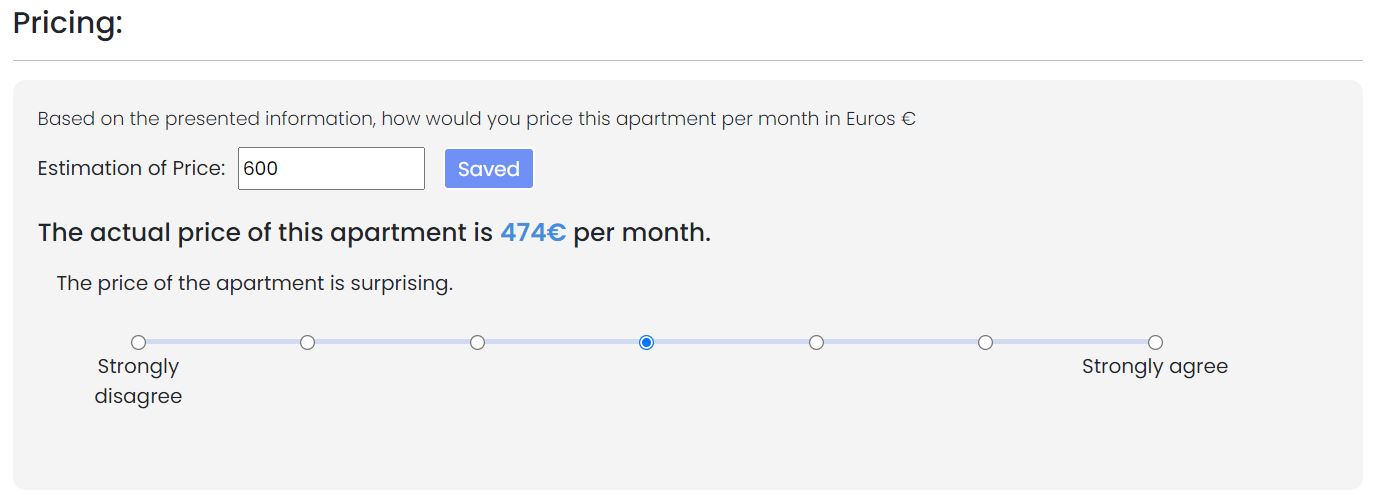 Pricing:
Based on the presented information, how would you price this apartment per month in Euros €
Estimation of Price: 600 Saved
The actual price of this apartment is 474€ per month.
The price of the apartment is surprising.
Strongly disagree
Strongly agree